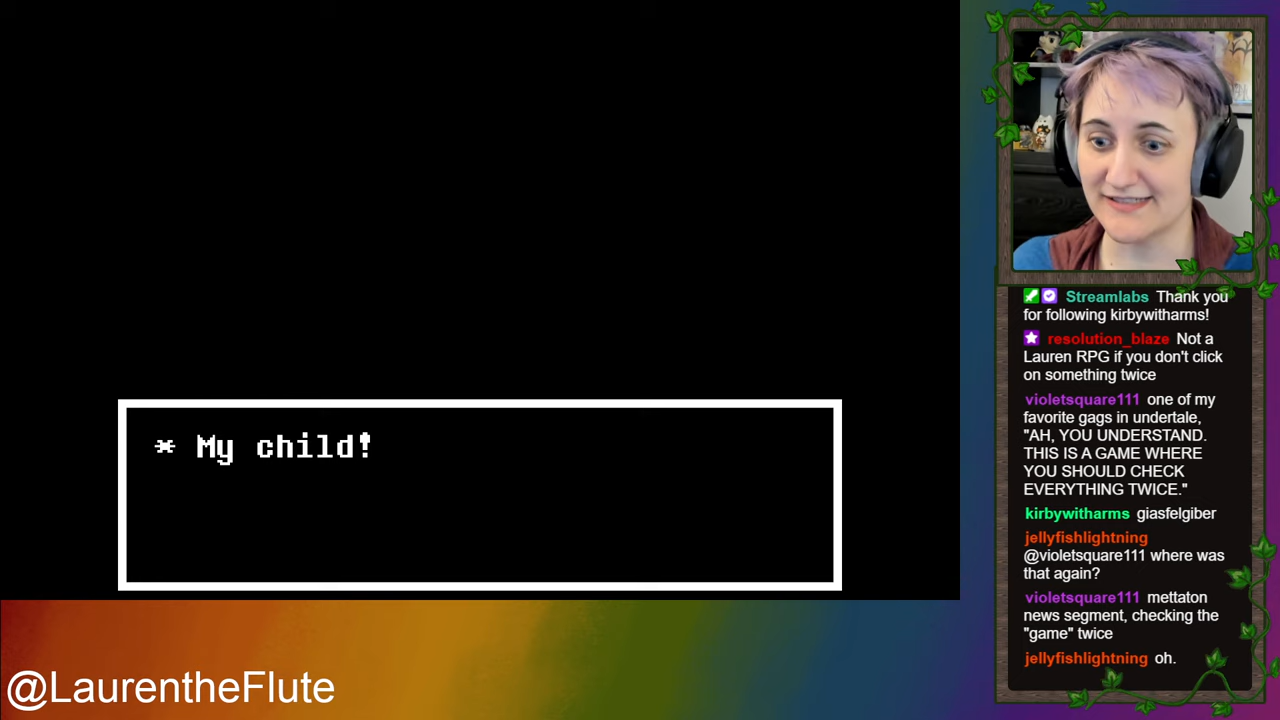 * My child!
Streamlabs Thank you
for following kirbywitharms!
resolution_blaze Not a
Lauren RPG if you don't click
on something twice
violetsquare111 one of my
favorite gags in undertale,
"AH, YOU UNDERSTAND.
THIS IS A GAME WHERE
YOU SHOULD CHECK
EVERYTHING TWICE."
kirbywitharms giasfelgiber
jellyfishlightning
@violetsquare111 where was
that again?
violetsquare111 mettaton
news segment, checking the
"game" twice
jellyfishlightning oh.
@LaurentheFlute